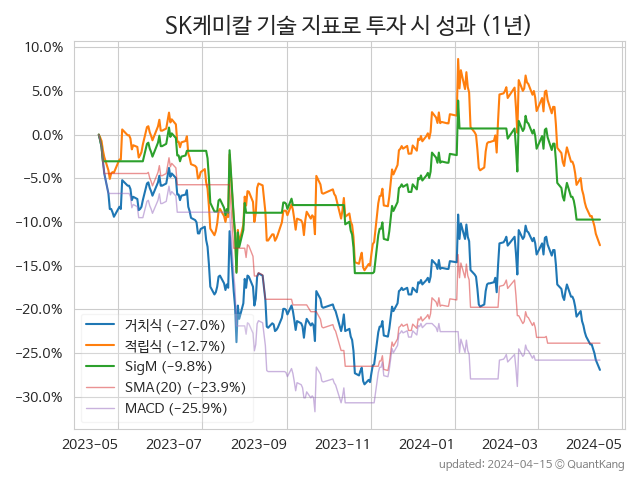 SK케미칼 기술 지표로 투자 시 성과 (1년)
10.0%
5.0%
0.0%
−5.0%
−10.0%
−15.0%
−20.0%
−25.0%
−30.0%
거치식 (−27.0%)
적립식 (−12.7%)
SigM (−9.8%)
SMA(20) (−23.9%)
MACD (−25.9%)
2023-05 2023-07 2023-09 2023-11 2024-01 2024-03 2024-05
updated: 2024-04-15 © QuantKang